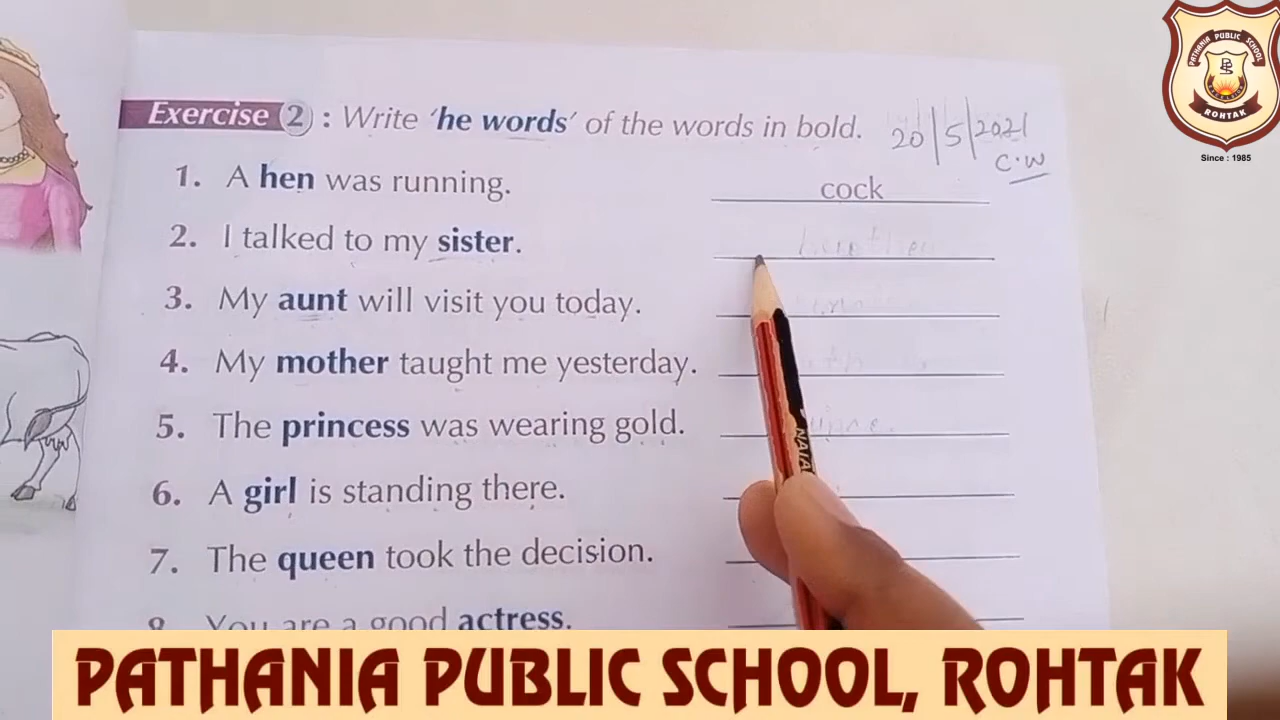 PATHANIA PUBLIC SCHOOL
PPS
ROHTAK
Since : 1985
Exercise 2 : Write 'he words' of the words in bold.
20/5/2021
C.W
1. A hen was running. cock
2. I talked to my sister.
3. My aunt will visit you today.
4. My mother taught me yesterday.
5. The princess was wearing gold.
6. A girl is standing there.
7. The queen took the decision.
8. You are a good actress.
PATHANIA PUBLIC SCHOOL, ROHTAK